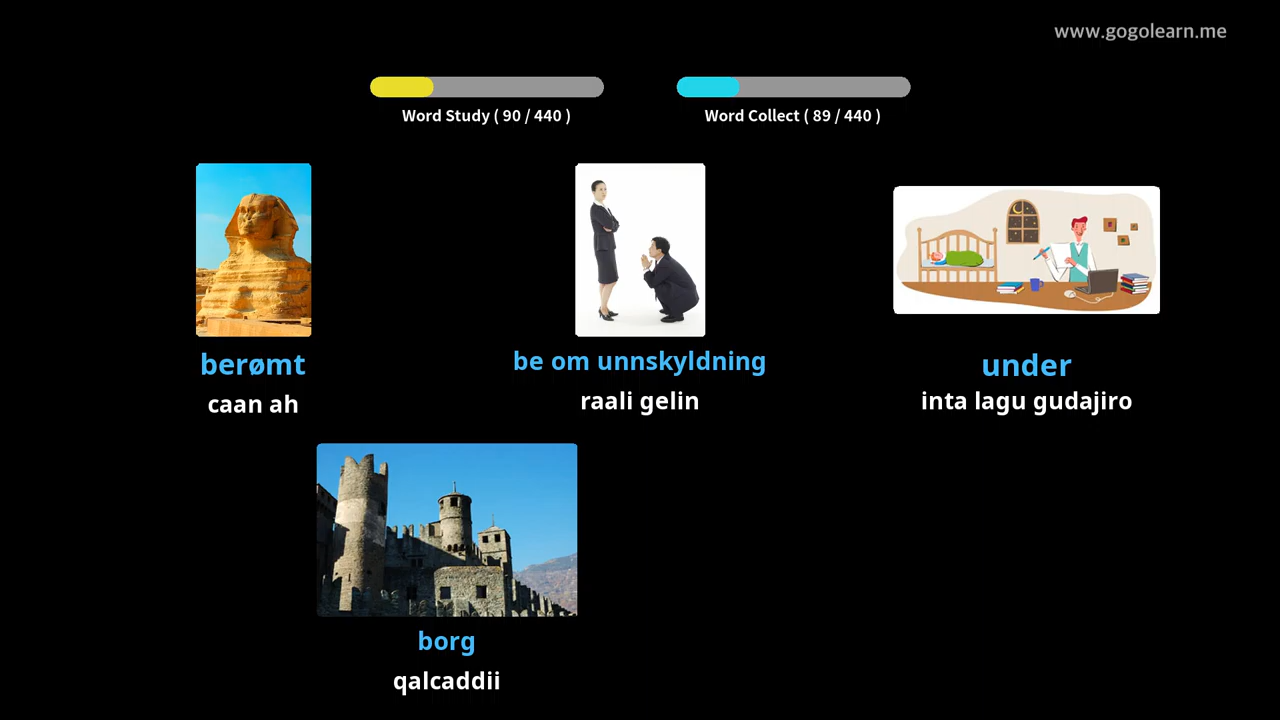 www.gogolearn.me
Word Study ( 90 / 440 )
Word Collect ( 89 / 440 )
berømt
caan ah
be om unnskyldning
raali gelin
under
inta lagu gudajiro
borg
qalcaddii